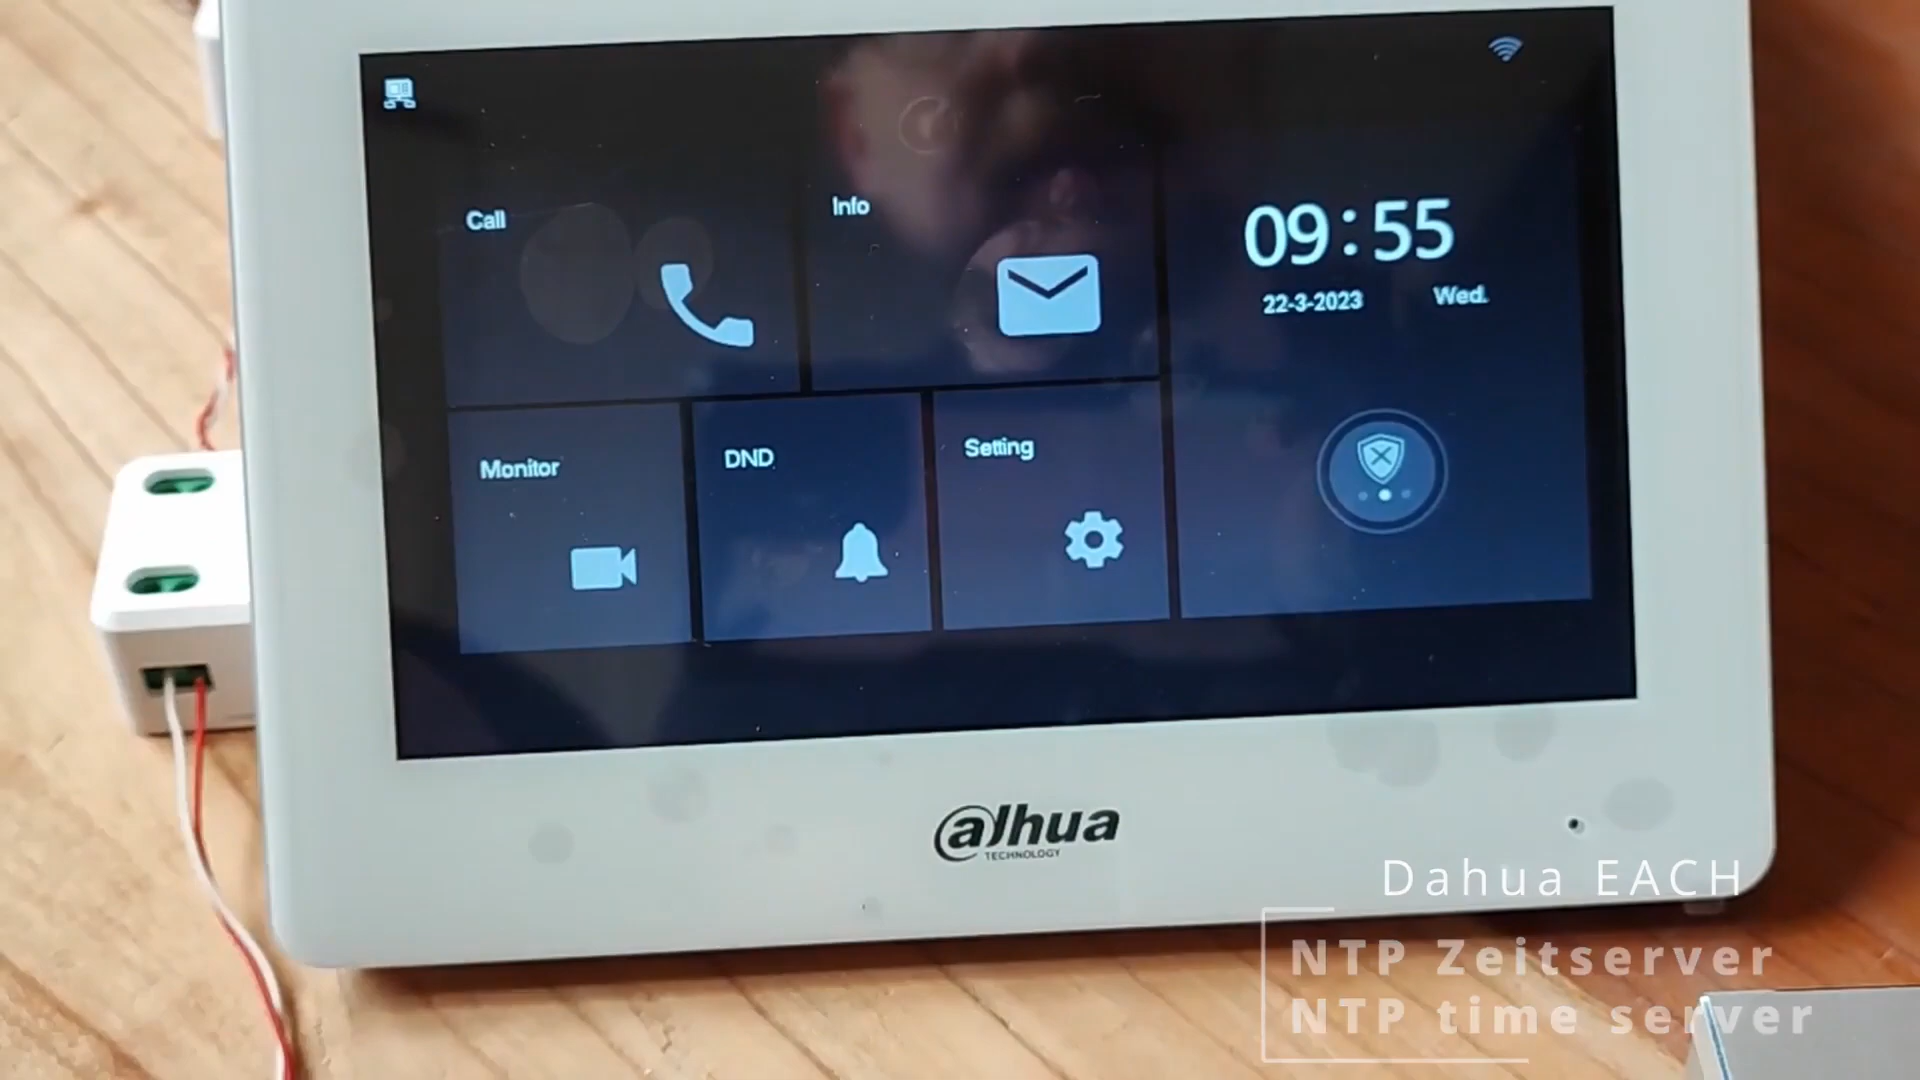 Call
Info
09:55
22-3-2023 Wed.
Monitor
DND
Setting
alhua
TECHNOLOGY
Dahua EACH
NTP Zeitserver
NTP time server